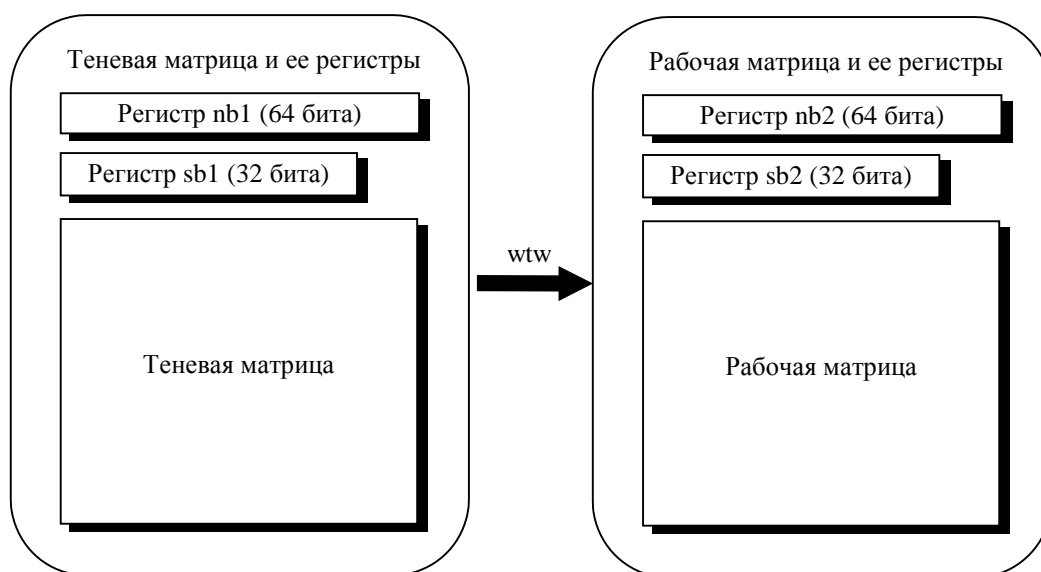 Теневая матрица и ее регистры
Регистр nb1 (64 бита)
Регистр sb1 (32 бита)
Теневая матрица
wtw
Рабочая матрица и ее регистры
Регистр nb2 (64 бита)
Регистр sb2 (32 бита)
Рабочая матрица